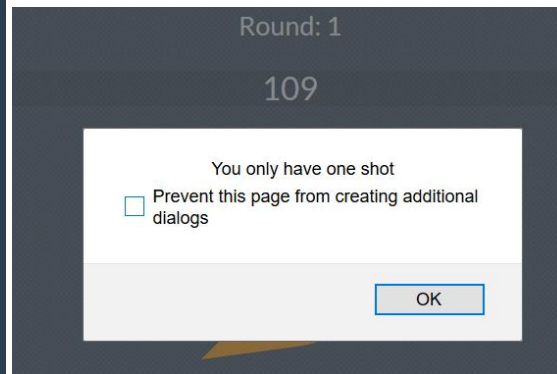 Round: 1
109
You only have one shot
Prevent this page from creating additional
dialogs
OK